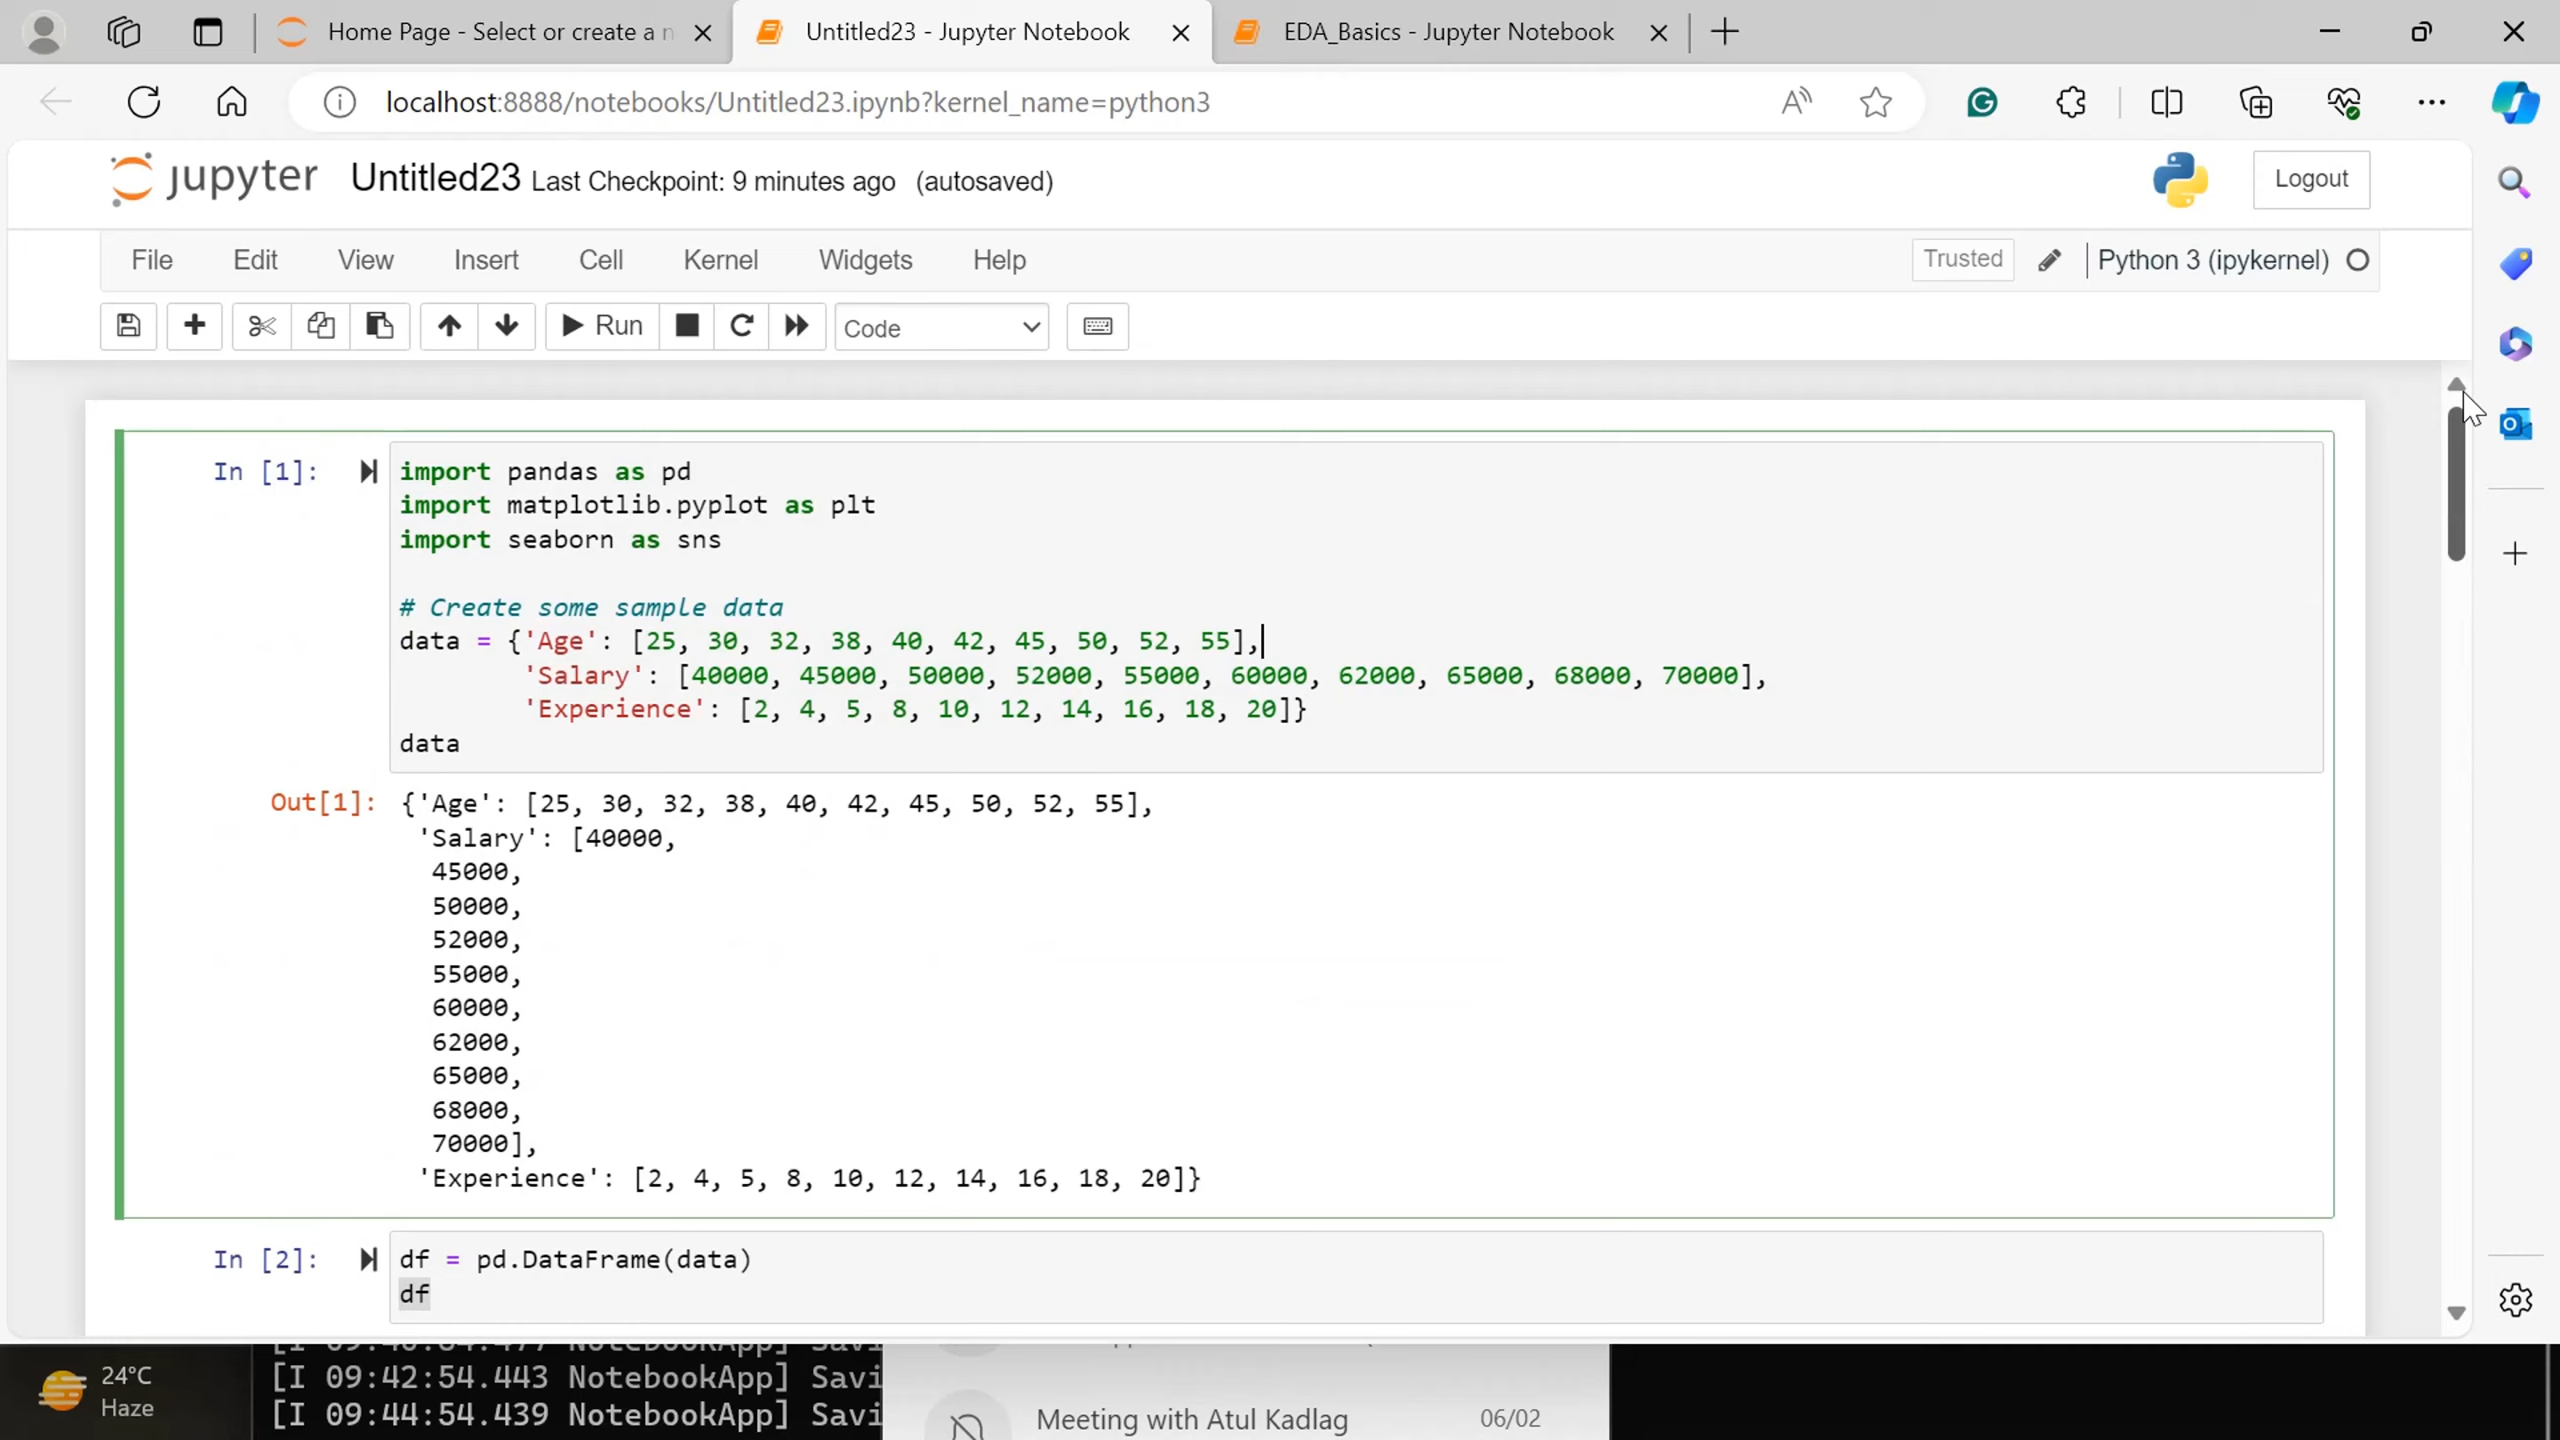 Home Page - Select or create a n
Untitled23 - Jupyter Notebook
EDA_Basics - Jupyter Notebook
localhost:8888/notebooks/Untitled23.ipynb?kernel_name=python3
jupyter Untitled23 Last Checkpoint: 9 minutes ago (autosaved)
Logout
File Edit View Insert Cell Kernel Widgets Help
Trusted Python 3 (ipykernel)
Run Code
In [1]: import pandas as pd
import matplotlib.pyplot as plt
import seaborn as sns
# Create some sample data
data = {'Age': [25, 30, 32, 38, 40, 42, 45, 50, 52, 55],
'Salary': [40000, 45000, 50000, 52000, 55000, 60000, 62000, 65000, 68000, 70000],
'Experience': [2, 4, 5, 8, 10, 12, 14, 16, 18, 20]}
data
Out[1]: {'Age': [25, 30, 32, 38, 40, 42, 45, 50, 52, 55],
'Salary': [40000,
45000,
50000,
52000,
55000,
60000,
62000,
65000,
68000,
70000],
'Experience': [2, 4, 5, 8, 10, 12, 14, 16, 18, 20]}
In [2]: df = pd.DataFrame(data)
df
24°C
Haze
[I 09:42:54.443 NotebookApp] Savi
[I 09:44:54.439 NotebookApp] Savi
Meeting with Atul Kadlag 06/02